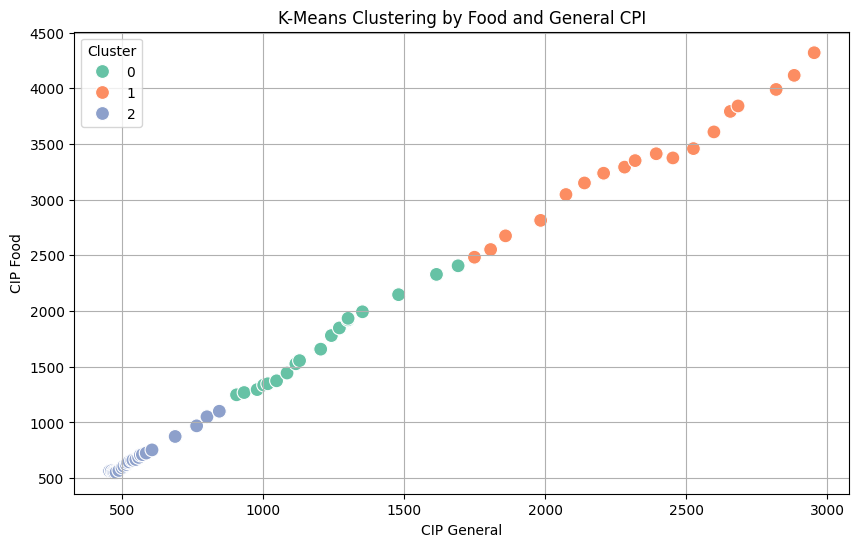 K-Means Clustering by Food and General CPI
Cluster
0
1
2
4500
4000
3500
3000
2500
2000
1500
1000
500
CIP Food
500 1000 1500 2000 2500 3000
CIP General